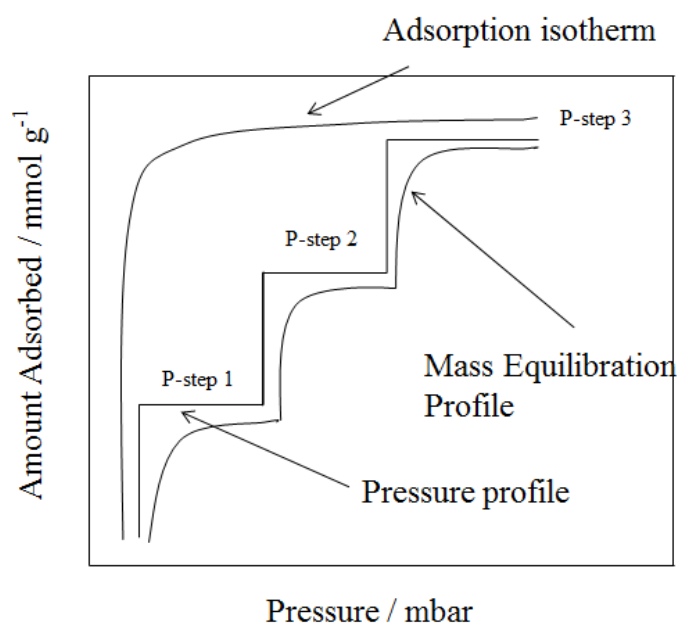 Adsorption isotherm
P-step 3
P-step 2
P-step 1
Mass Equilibration
Profile
Pressure profile
Amount Adsorbed / mmol g⁻¹
Pressure / mbar